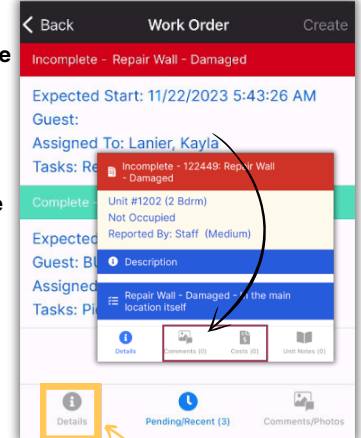 Back
Work Order
Create
e
Incomplete - Repair Wall - Damaged
Expected Start: 11/22/2023 5:43:26 AM
Guest:
Assigned To: Lanier, Kayla
Tasks: Re
Incomplete - 122449: Repair Wall
- Damaged
e
Complete -
Unit #1202 (2 Bdrm)
Not Occupied
Reported By: Staff (Medium)
Expected
Guest: BU
Description
Assigned
Tasks: Pi
Repair Wall - Damaged - in the main
location itself
Details
Comments (0)
Costs (0)
Unit Notes (0)
Details
Pending/Recent (3)
Comments/Photos